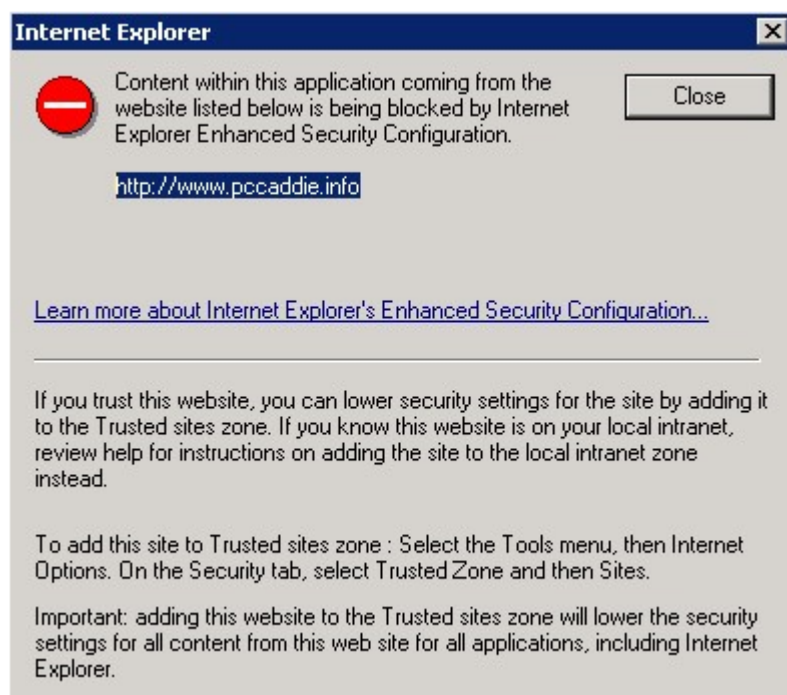 Internet Explorer
Content within this application coming from the
website listed below is being blocked by Internet
Explorer Enhanced Security Configuration.
Close
http://www.pccaddie.info
Learn more about Internet Explorer's Enhanced Security Configuration...
If you trust this website, you can lower security settings for the site by adding it
to the Trusted sites zone. If you know this website is on your local intranet,
review help for instructions on adding the site to the local intranet zone
instead.
To add this site to Trusted sites zone : Select the Tools menu, then Internet
Options. On the Security tab, select Trusted Zone and then Sites.
Important: adding this website to the Trusted sites zone will lower the security
settings for all content from this web site for all applications, including Internet
Explorer.